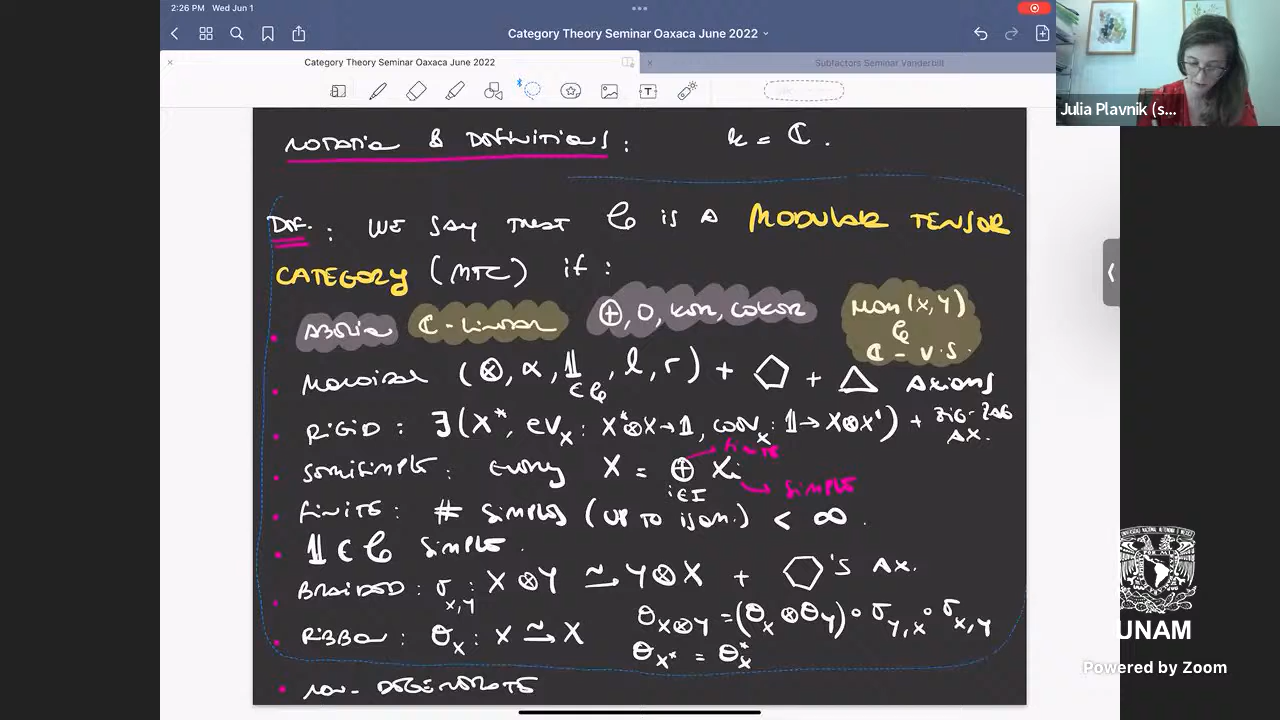 2:26 PM Wed Jun 1
Category Theory Seminar Oaxaca June 2022
Category Theory Seminar Oaxaca June 2022
Subfactors Seminar Vanderbilt
Julia Plavnik (s...
NOTATION & DEFINITIONS: k = ℂ.
DEF.: WE SAY THAT 𝒞 IS A MODULAR TENSOR
CATEGORY (MTC) if:
• ABELIAN ℂ-LINEAR ⊕, 0, KER, COKER HOM(X,Y)
𝒞
ℂ-V.S.
• MONOIDAL (⊗, α, 𝟙, l, r) + ⬠ + △ AXIOMS
∈𝒞
• RIGID: ∃(X*, ev_X: X*⊗X→𝟙, coev_X: 𝟙→X⊗X*) + ZIG-ZAG
AX.
• SEMISIMPLE: EVERY X = ⊕_{i∈I} X_i
FINITE
SIMPLE
• FINITE: # SIMPLES (UP TO ISOM.) < ∞.
• 𝟙 ∈ 𝒞 SIMPLE.
• BRAIDED: σ_{X,Y}: X⊗Y ⥲ Y⊗X + ⬡'S AX.
• RIBBON: θ_X: X ⥲ X θ_{X⊗Y} = (θ_X⊗θ_Y)∘σ_{Y,X}∘σ_{X,Y}
θ_{X*} = θ_X*
• NON-DEGENERATE
UNAM
Powered by Zoom